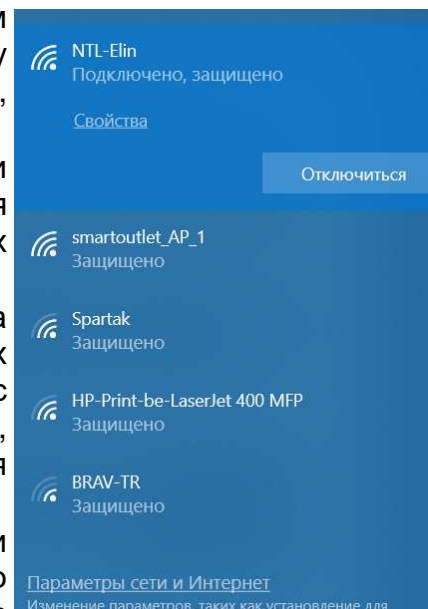 NTL-Elin
Подключено, защищено
Свойства
Отключиться
smartoutlet_AP_1
Защищено
Spartak
Защищено
HP-Print-be-LaserJet 400 MFP
Защищено
BRAV-TR
Защищено
Параметры сети и Интернет
Изменение параметров, таких как установление для